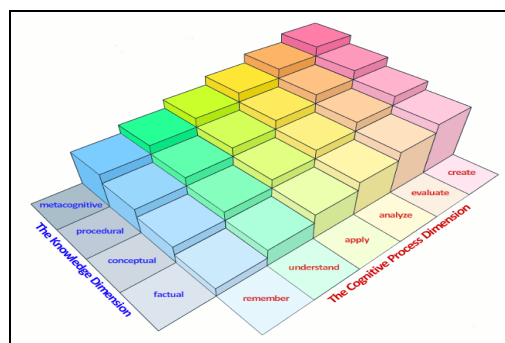 metacognitive
procedural
conceptual
factual
The Knowledge Dimension
remember
understand
apply
analyze
evaluate
create
The Cognitive Process Dimension